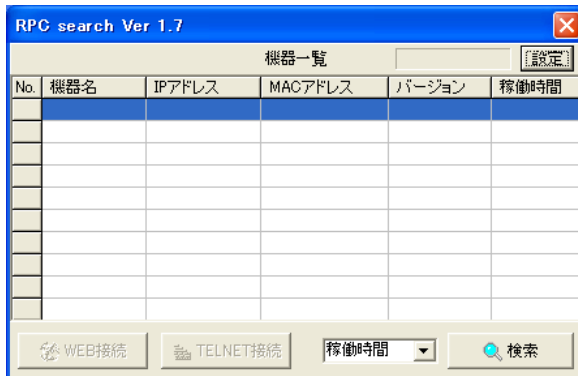 RPC search Ver 1.7
機器一覧 設定
No. 機器名 IPアドレス MACアドレス バージョン 稼働時間
WEB接続 TELNET接続 稼働時間 検索